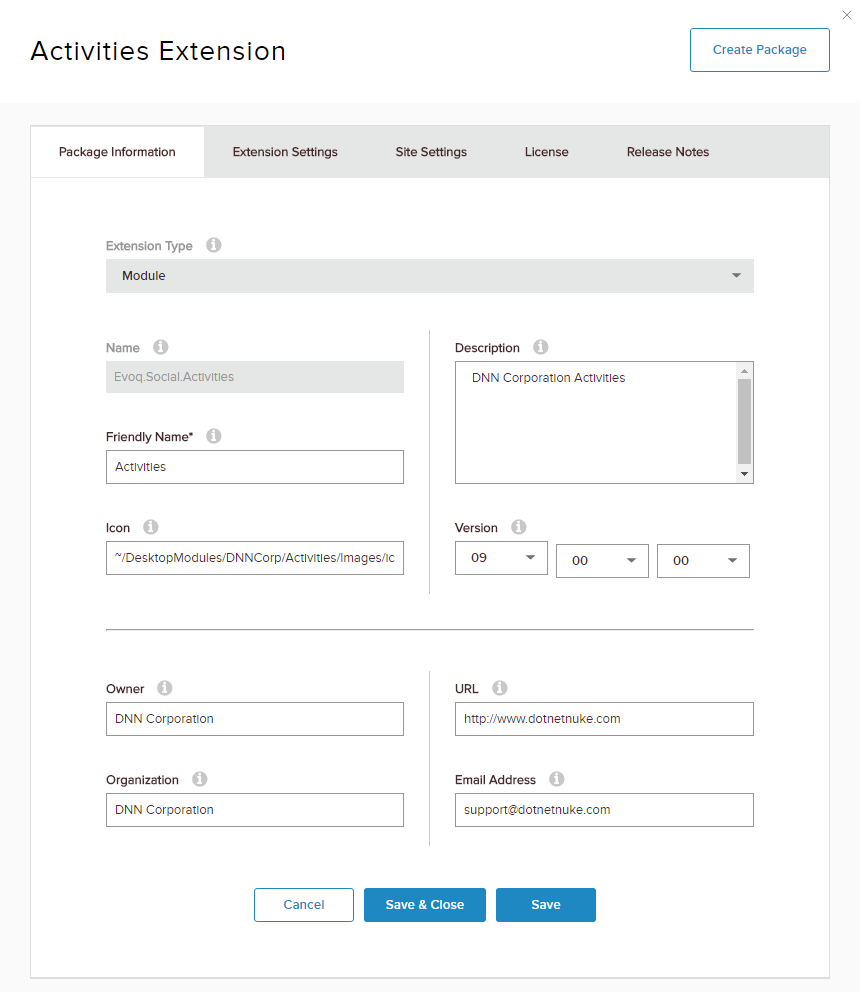 Activities Extension
Create Package
Package Information
Extension Settings
Site Settings
License
Release Notes
Extension Type
Module
Name
Evoq.Social.Activities
Friendly Name*
Activities
Icon
~/DesktopModules/DNNCorp/Activities/Images/ic
Description
DNN Corporation Activities
Version
09
00
00
Owner
DNN Corporation
Organization
DNN Corporation
URL
http://www.dotnetnuke.com
Email Address
support@dotnetnuke.com
Cancel
Save & Close
Save